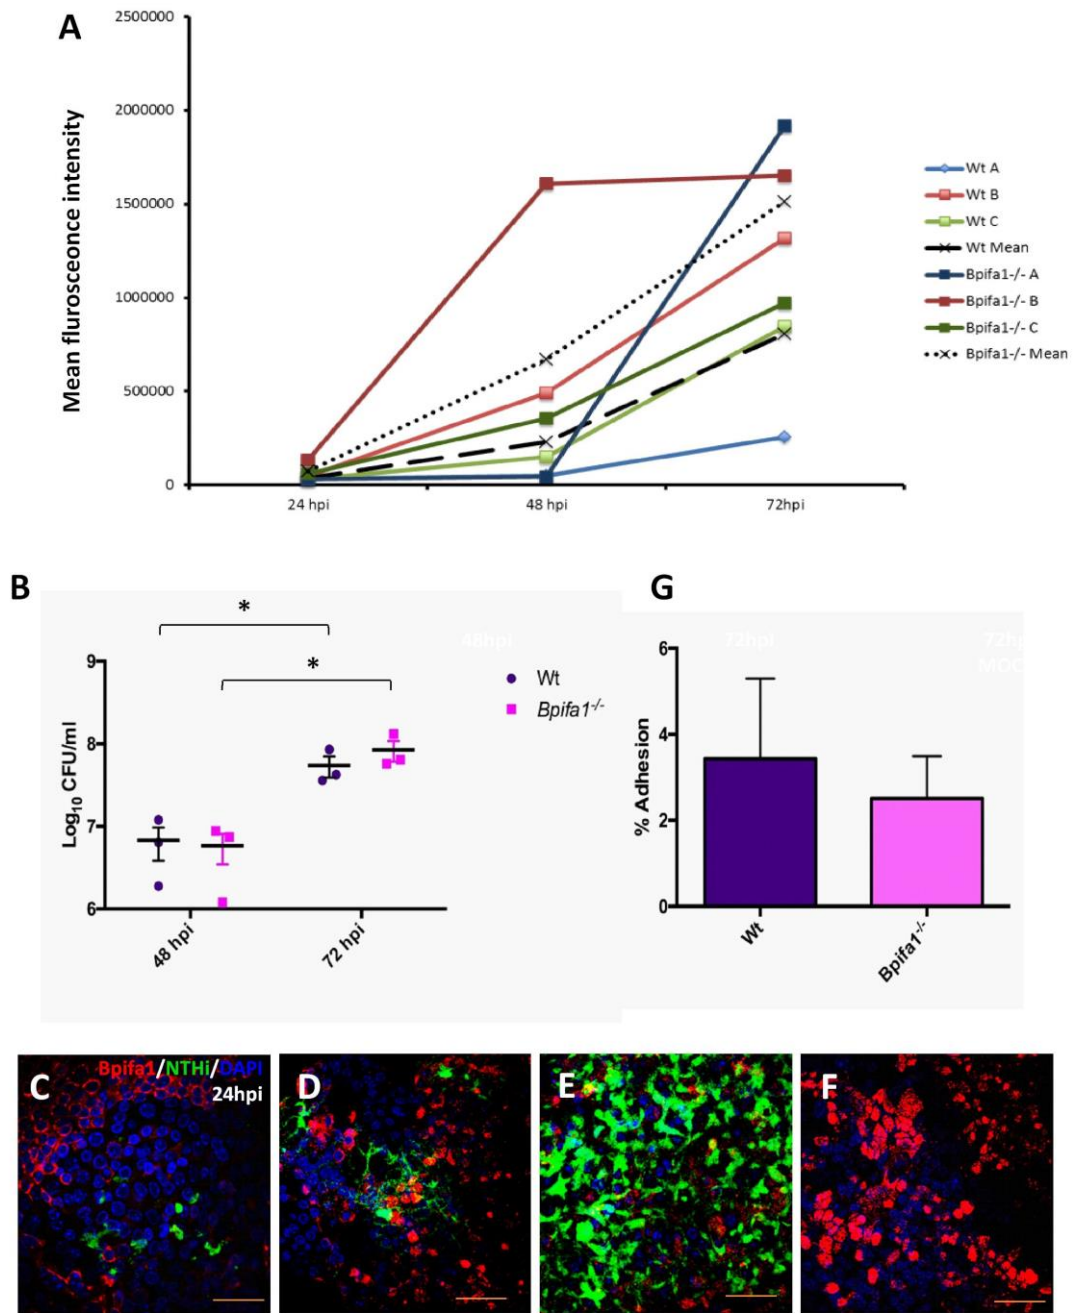 A
2500000
2000000
1500000
1000000
500000
0
Mean flurosceonce intensity
24 hpi
48 hpi
72hpi
Wt A
Wt B
Wt C
Wt Mean
Bpifa1-/- A
Bpifa1-/- B
Bpifa1-/- C
Bpifa1-/- Mean
B
*
*
48hpi
9
8
7
6
Log10 CFU/ml
48 hpi
72 hpi
Wt
Bpifa1-/-
G
72hpi
6
4
2
0
% Adhesion
Wt
Bpifa1-/-
C
Bpifa1/NTHi/DAPI
24hpi
D
E
F